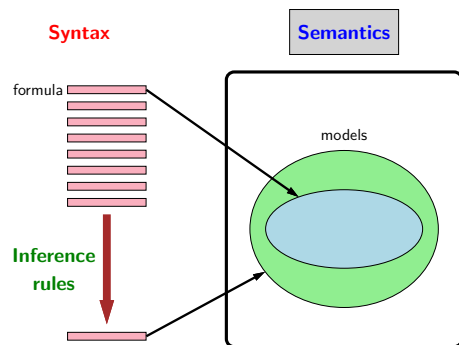 Syntax
Semantics
formula
models
Inference
rules